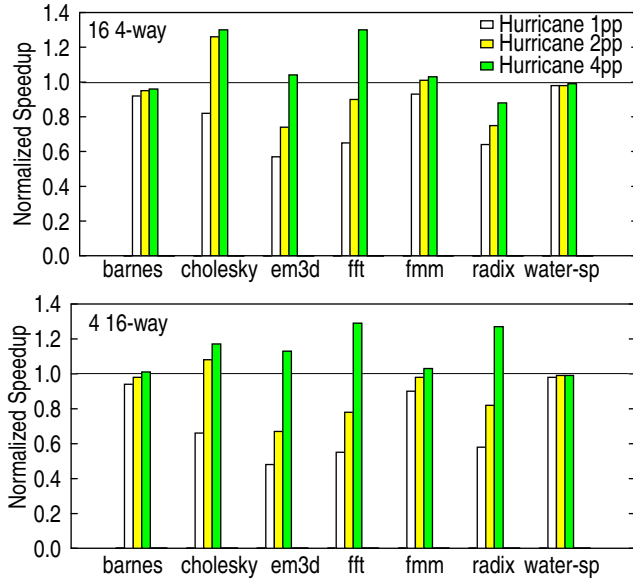 1.4
16 4-way
Hurricane 1pp
Hurricane 2pp
Hurricane 4pp
1.2
1.0
0.8
0.6
0.4
0.2
0.0
Normalized Speedup
barnes cholesky em3d fft fmm radix water-sp
1.4
4 16-way
1.2
1.0
0.8
0.6
0.4
0.2
0.0
Normalized Speedup
barnes cholesky em3d fft fmm radix water-sp